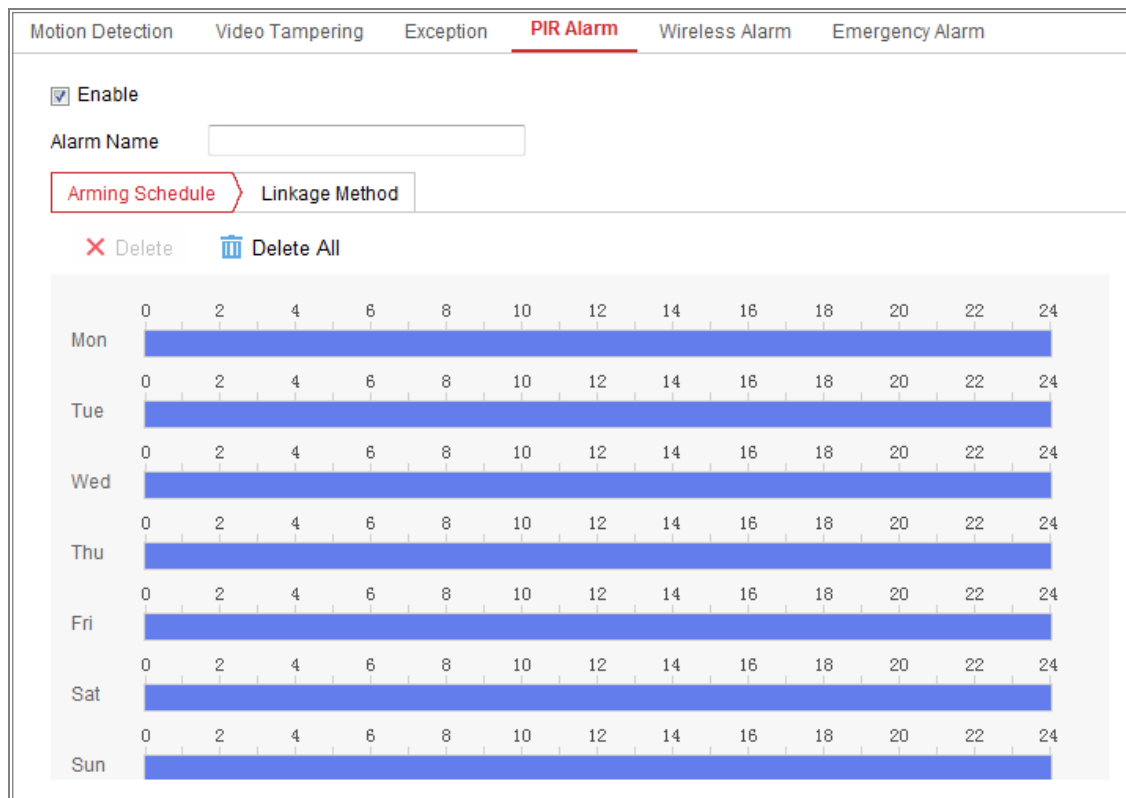 Motion Detection Video Tampering Exception PIR Alarm Wireless Alarm Emergency Alarm
Enable
Alarm Name
Arming Schedule Linkage Method
Delete Delete All
0 2 4 6 8 10 12 14 16 18 20 22 24
Mon
0 2 4 6 8 10 12 14 16 18 20 22 24
Tue
0 2 4 6 8 10 12 14 16 18 20 22 24
Wed
0 2 4 6 8 10 12 14 16 18 20 22 24
Thu
0 2 4 6 8 10 12 14 16 18 20 22 24
Fri
0 2 4 6 8 10 12 14 16 18 20 22 24
Sat
0 2 4 6 8 10 12 14 16 18 20 22 24
Sun